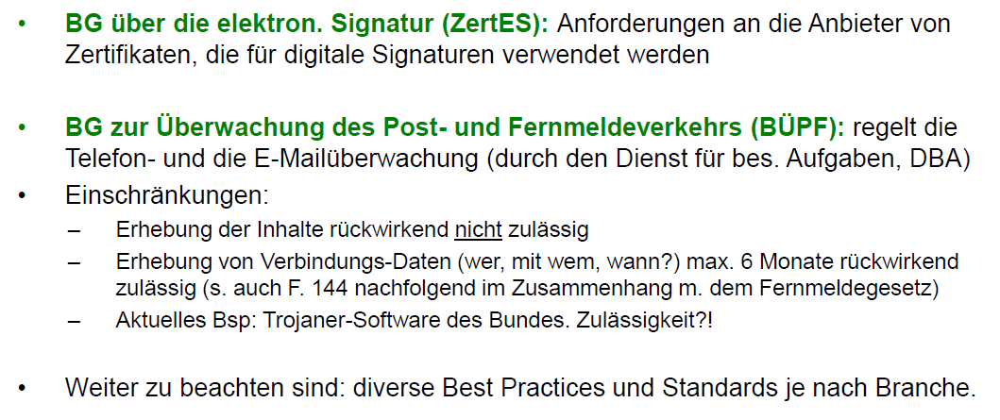 • BG über die elektron. Signatur (ZertES): Anforderungen an die Anbieter von
Zertifikaten, die für digitale Signaturen verwendet werden
• BG zur Überwachung des Post- und Fernmeldeverkehrs (BÜPF): regelt die
Telefon- und die E-Mailüberwachung (durch den Dienst für bes. Aufgaben, DBA)
• Einschränkungen:
– Erhebung der Inhalte rückwirkend nicht zulässig
– Erhebung von Verbindungs-Daten (wer, mit wem, wann?) max. 6 Monate rückwirkend
zulässig (s. auch F. 144 nachfolgend im Zusammenhang m. dem Fernmeldegesetz)
– Aktuelles Bsp: Trojaner-Software des Bundes. Zulässigkeit?!
• Weiter zu beachten sind: diverse Best Practices und Standards je nach Branche.